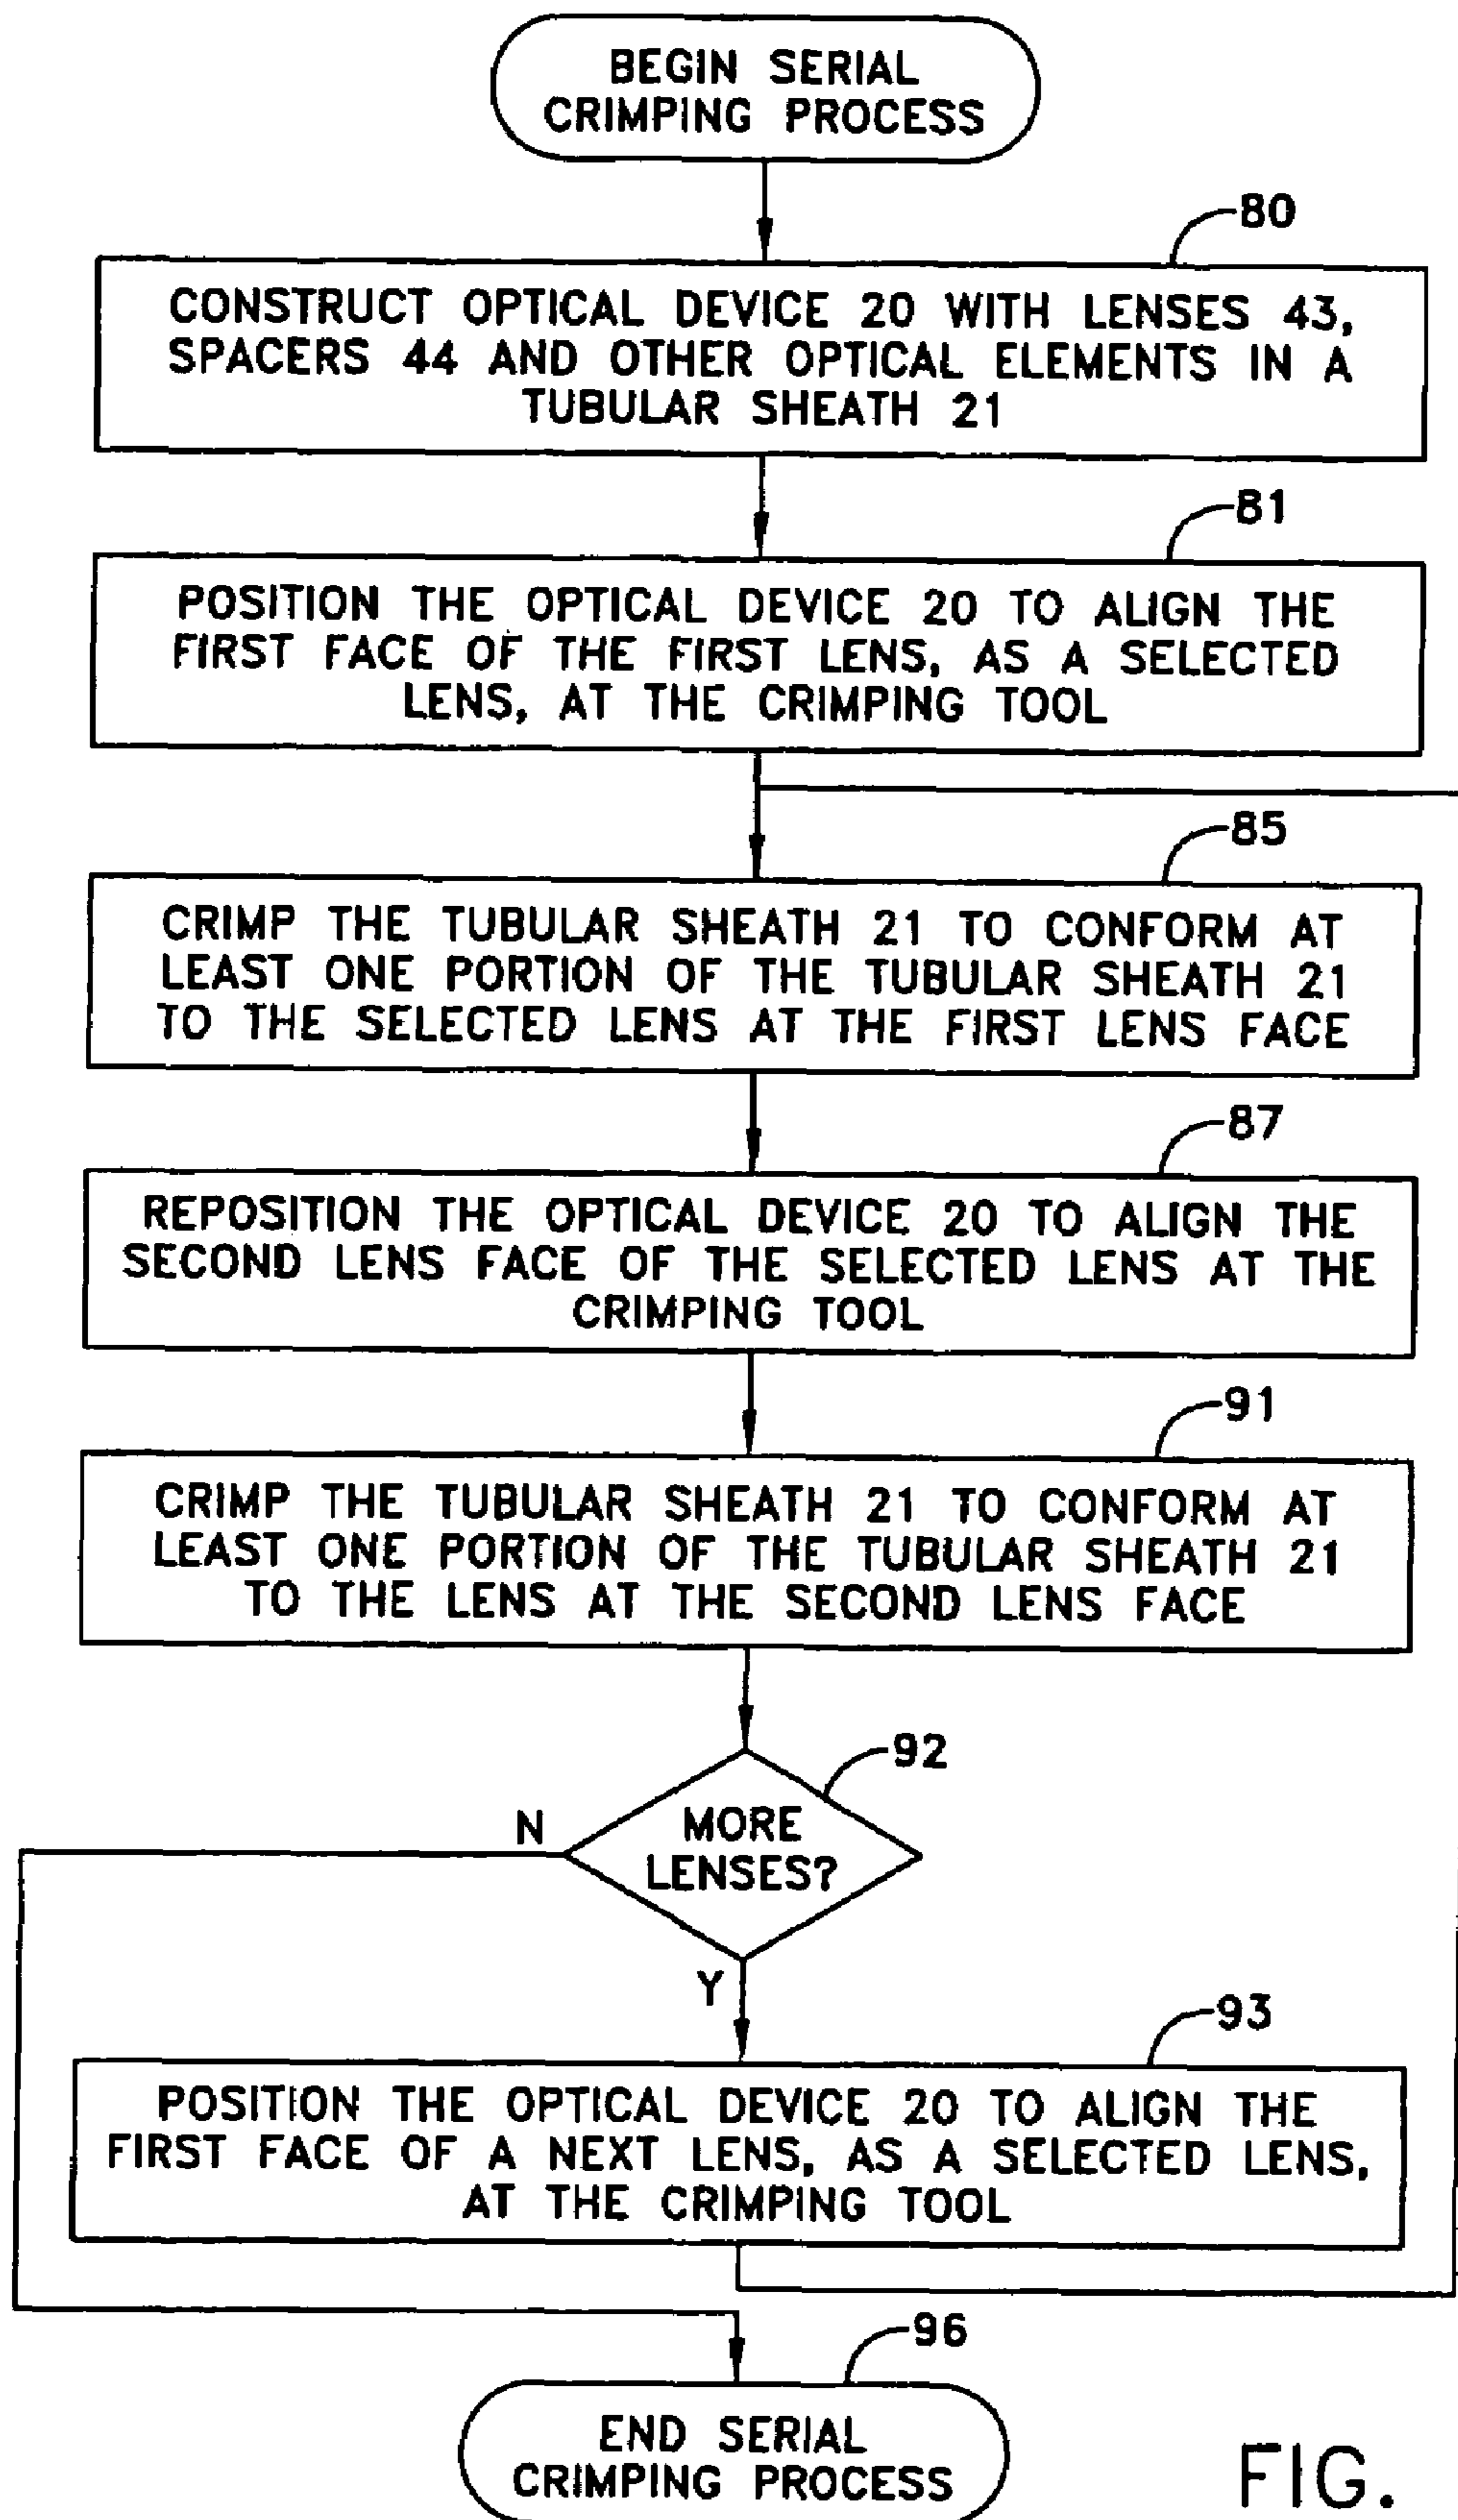 BEGIN SERIAL
CRIMPING PROCESS
80
CONSTRUCT OPTICAL DEVICE 20 WITH LENSES 43,
SPACERS 44 AND OTHER OPTICAL ELEMENTS IN A
TUBULAR SHEATH 21
81
POSITION THE OPTICAL DEVICE 20 TO ALIGN THE
FIRST FACE OF THE FIRST LENS, AS A SELECTED
LENS, AT THE CRIMPING TOOL
85
CRIMP THE TUBULAR SHEATH 21 TO CONFORM AT
LEAST ONE PORTION OF THE TUBULAR SHEATH 21
TO THE SELECTED LENS AT THE FIRST LENS FACE
87
REPOSITION THE OPTICAL DEVICE 20 TO ALIGN THE
SECOND LENS FACE OF THE SELECTED LENS AT THE
CRIMPING TOOL
91
CRIMP THE TUBULAR SHEATH 21 TO CONFORM AT
LEAST ONE PORTION OF THE TUBULAR SHEATH 21
TO THE LENS AT THE SECOND LENS FACE
92
N
MORE
LENSES?
Y
93
POSITION THE OPTICAL DEVICE 20 TO ALIGN THE
FIRST FACE OF A NEXT LENS, AS A SELECTED LENS,
AT THE CRIMPING TOOL
96
END SERIAL
CRIMPING PROCESS
FIG.